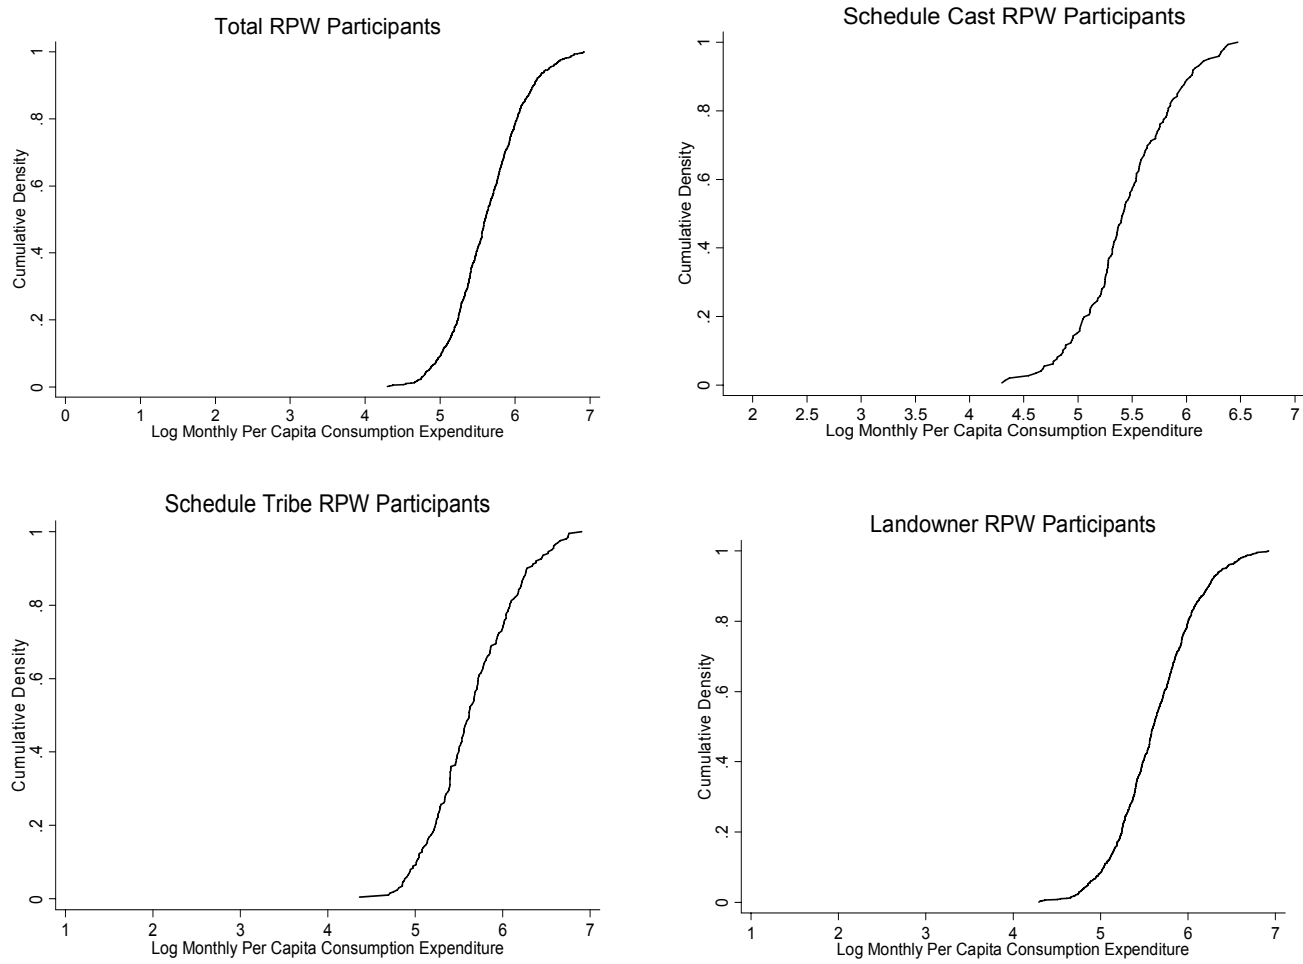 Total RPW Participants
Cumulative Density
1
.8
.6
.4
.2
0
0 1 2 3 4 5 6 7
Log Monthly Per Capita Consumption Expenditure
Schedule Cast RPW Participants
Cumulative Density
1
.8
.6
.4
.2
0
2 2.5 3 3.5 4 4.5 5 5.5 6 6.5 7
Log Monthly Per Capita Consumption Expenditure
Schedule Tribe RPW Participants
Cumulative Density
1
.8
.6
.4
.2
0
1 2 3 4 5 6 7
Log Monthly Per Capita Consumption Expenditure
Landowner RPW Participants
Cumulative Density
1
.8
.6
.4
.2
0
1 2 3 4 5 6 7
Log Monthly Per Capita Consumption Expenditure